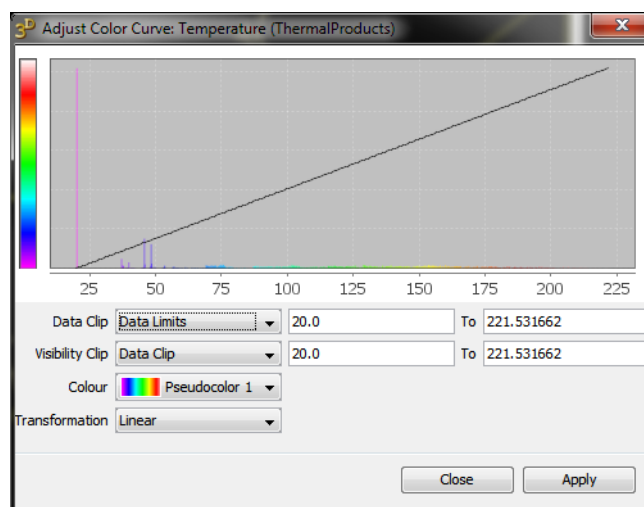 3D Adjust Color Curve: Temperature (ThermalProducts)
25 50 75 100 125 150 175 200 225
Data Clip Data Limits 20.0 To 221.531662
Visibility Clip Data Clip 20.0 To 221.531662
Colour Pseudocolor 1
Transformation Linear
Close Apply